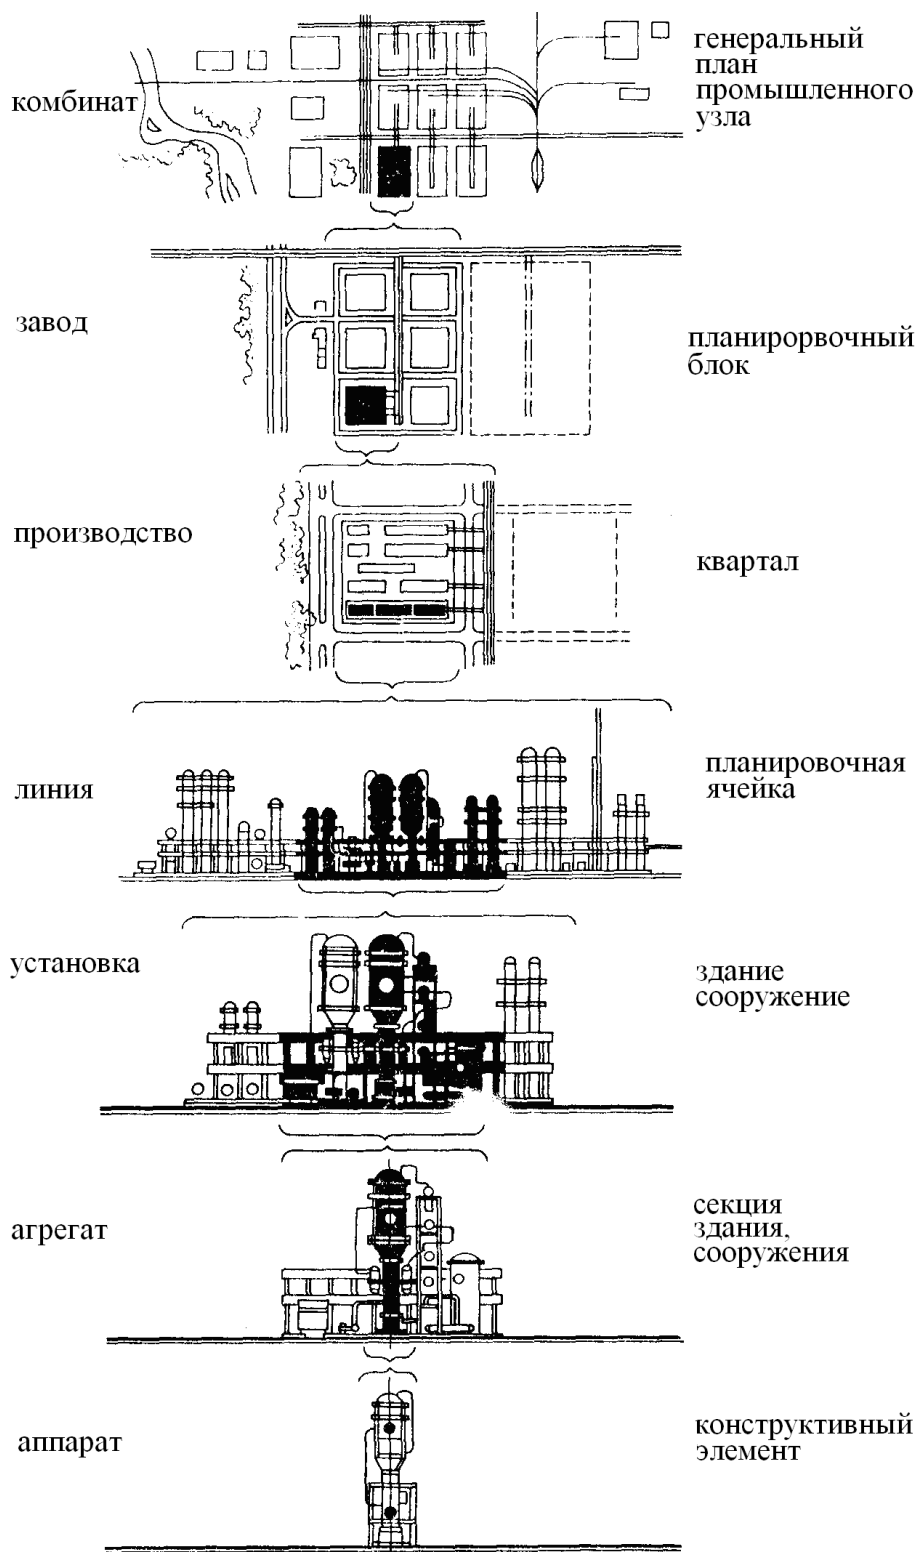 комбинат
генеральный
план
промышленного
узла
завод
планирорвочный
блок
производство
квартал
линия
планировочная
ячейка
установка
здание
сооружение
агрегат
секция
здания,
сооружения
аппарат
конструктивный
элемент